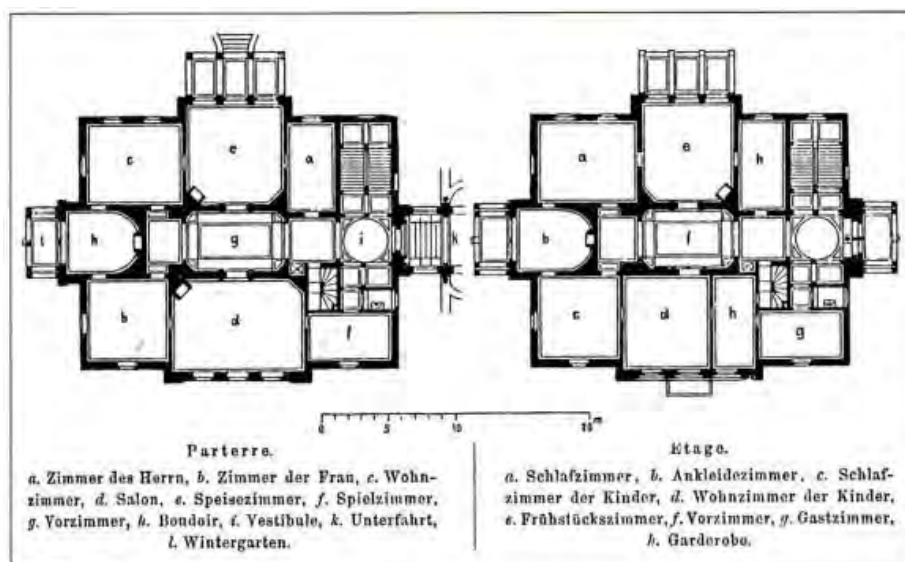 e
c
a
g
i
k
l
h
b
d
f
a
e
h
b
f
c
d
h
g
0
5
10
20 m
Parterre.
a. Zimmer des Herrn, b. Zimmer der Frau, c. Wohn-
zimmer, d. Salon, e. Speisezimmer, f. Spielzimmer,
g. Vorzimmer, h. Boudoir, i. Vestibule, k. Unterfahrt,
l. Wintergarten.
Etage.
a. Schlafzimmer, b. Ankleidezimmer, c. Schlaf-
zimmer der Kinder, d. Wohnzimmer der Kinder,
e. Frühstückszimmer, f. Vorzimmer, g. Gastzimmer,
h. Garderobe.